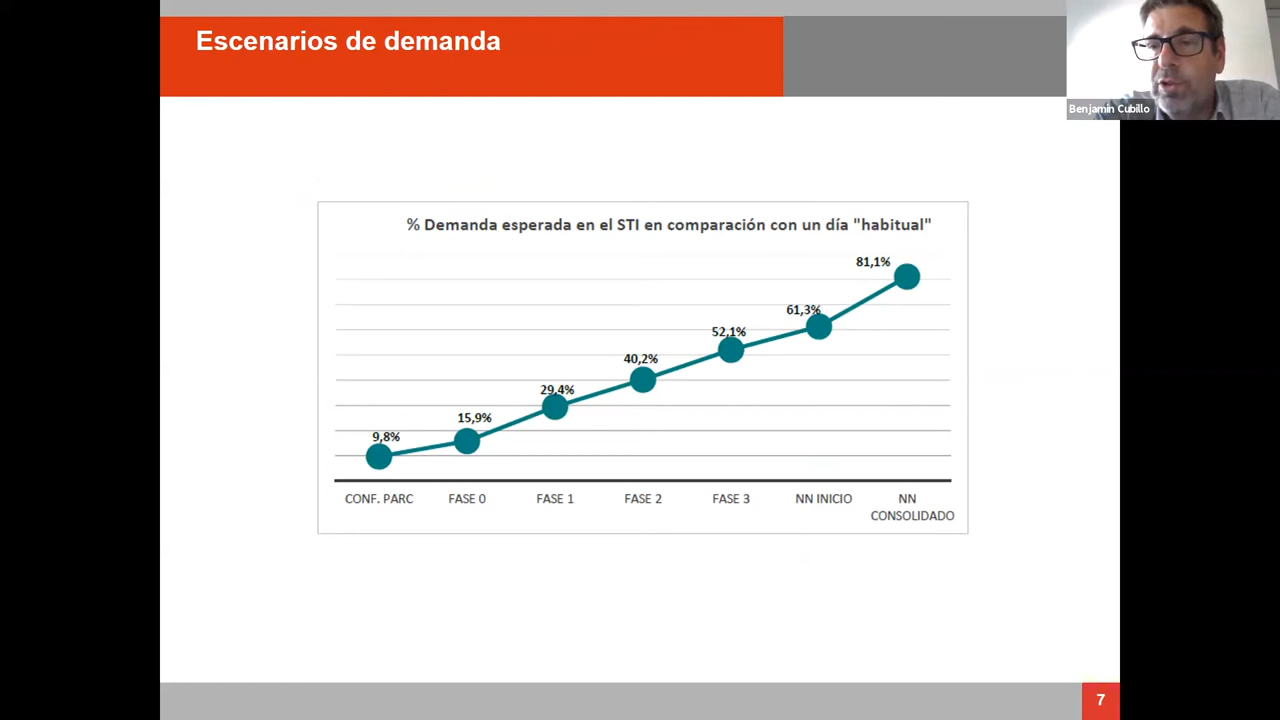 Escenarios de demanda
Benjamín Cubillo
% Demanda esperada en el STI en comparación con un día "habitual"
81,1%
61,3%
52,1%
40,2%
29,4%
15,9%
9,8%
CONF. PARC FASE 0 FASE 1 FASE 2 FASE 3 NN INICIO NN
CONSOLIDADO
7